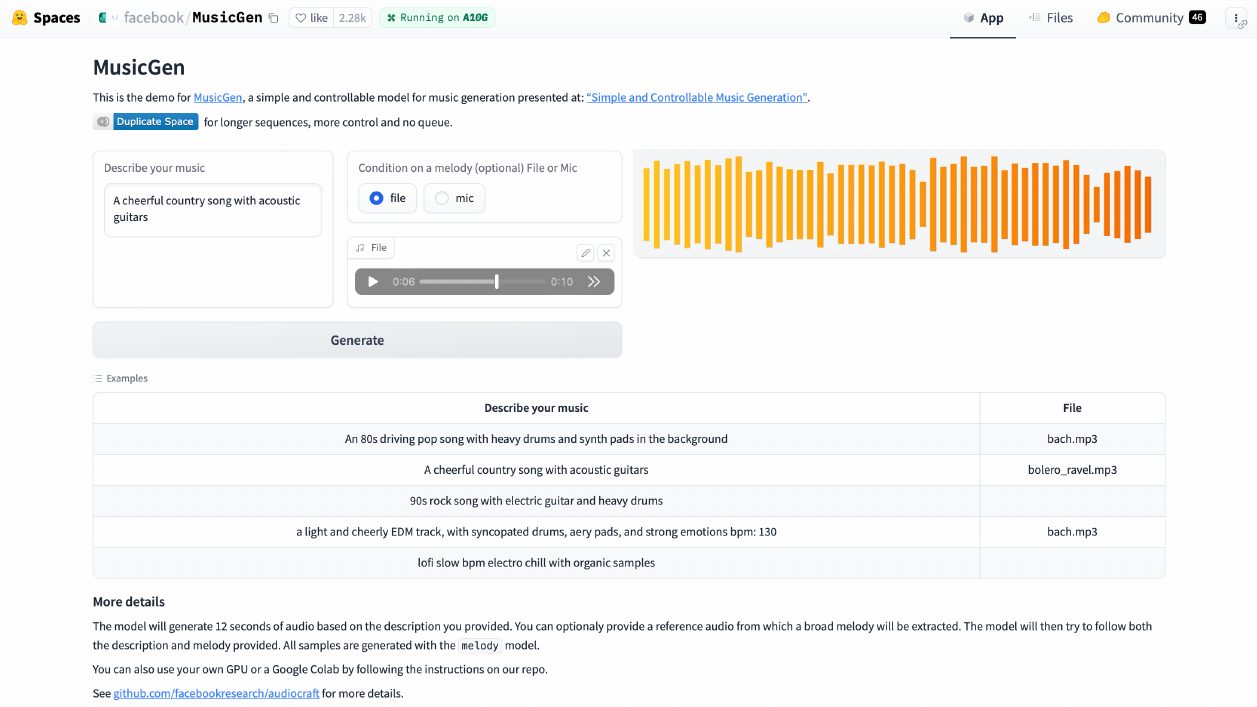 Spaces facebook/MusicGen like 2.28k Running on A10G App Files Community 46
MusicGen
This is the demo for MusicGen, a simple and controllable model for music generation presented at: “Simple and Controllable Music Generation”.
Duplicate Space for longer sequences, more control and no queue.
Describe your music
A cheerful country song with acoustic
guitars
Condition on a melody (optional) File or Mic
file mic
File
0:06 0:10
Generate
Examples
Describe your music File
An 80s driving pop song with heavy drums and synth pads in the background bach.mp3
A cheerful country song with acoustic guitars bolero_ravel.mp3
90s rock song with electric guitar and heavy drums
a light and cheerly EDM track, with syncopated drums, aery pads, and strong emotions bpm: 130 bach.mp3
lofi slow bpm electro chill with organic samples
More details
The model will generate 12 seconds of audio based on the description you provided. You can optionaly provide a reference audio from which a broad melody will be extracted. The model will then try to follow both
the description and melody provided. All samples are generated with the melody model.
You can also use your own GPU or a Google Colab by following the instructions on our repo.
See github.com/facebookresearch/audiocraft for more details.